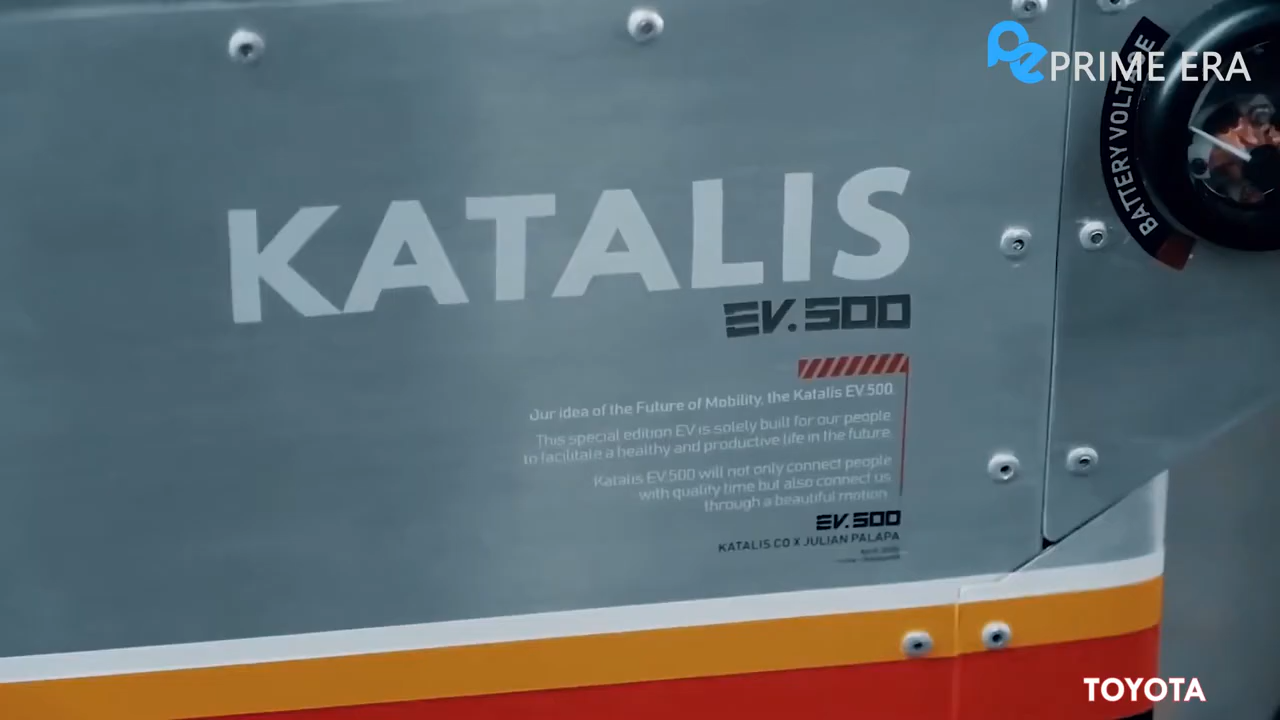 PRIME ERA
BATTERY VOLTAGE
KATALIS
EV.500
Our idea of the Future of Mobility, the Katalis EV.500.
This special edition EV is solely built for our people
to facilitate a healthy and productive life in the future.
Katalis EV.500 will not only connect people
with quality time but also connect us
through a beautiful motion.
EV.500
KATALIS CO X JULIAN PALAPA
TOYOTA